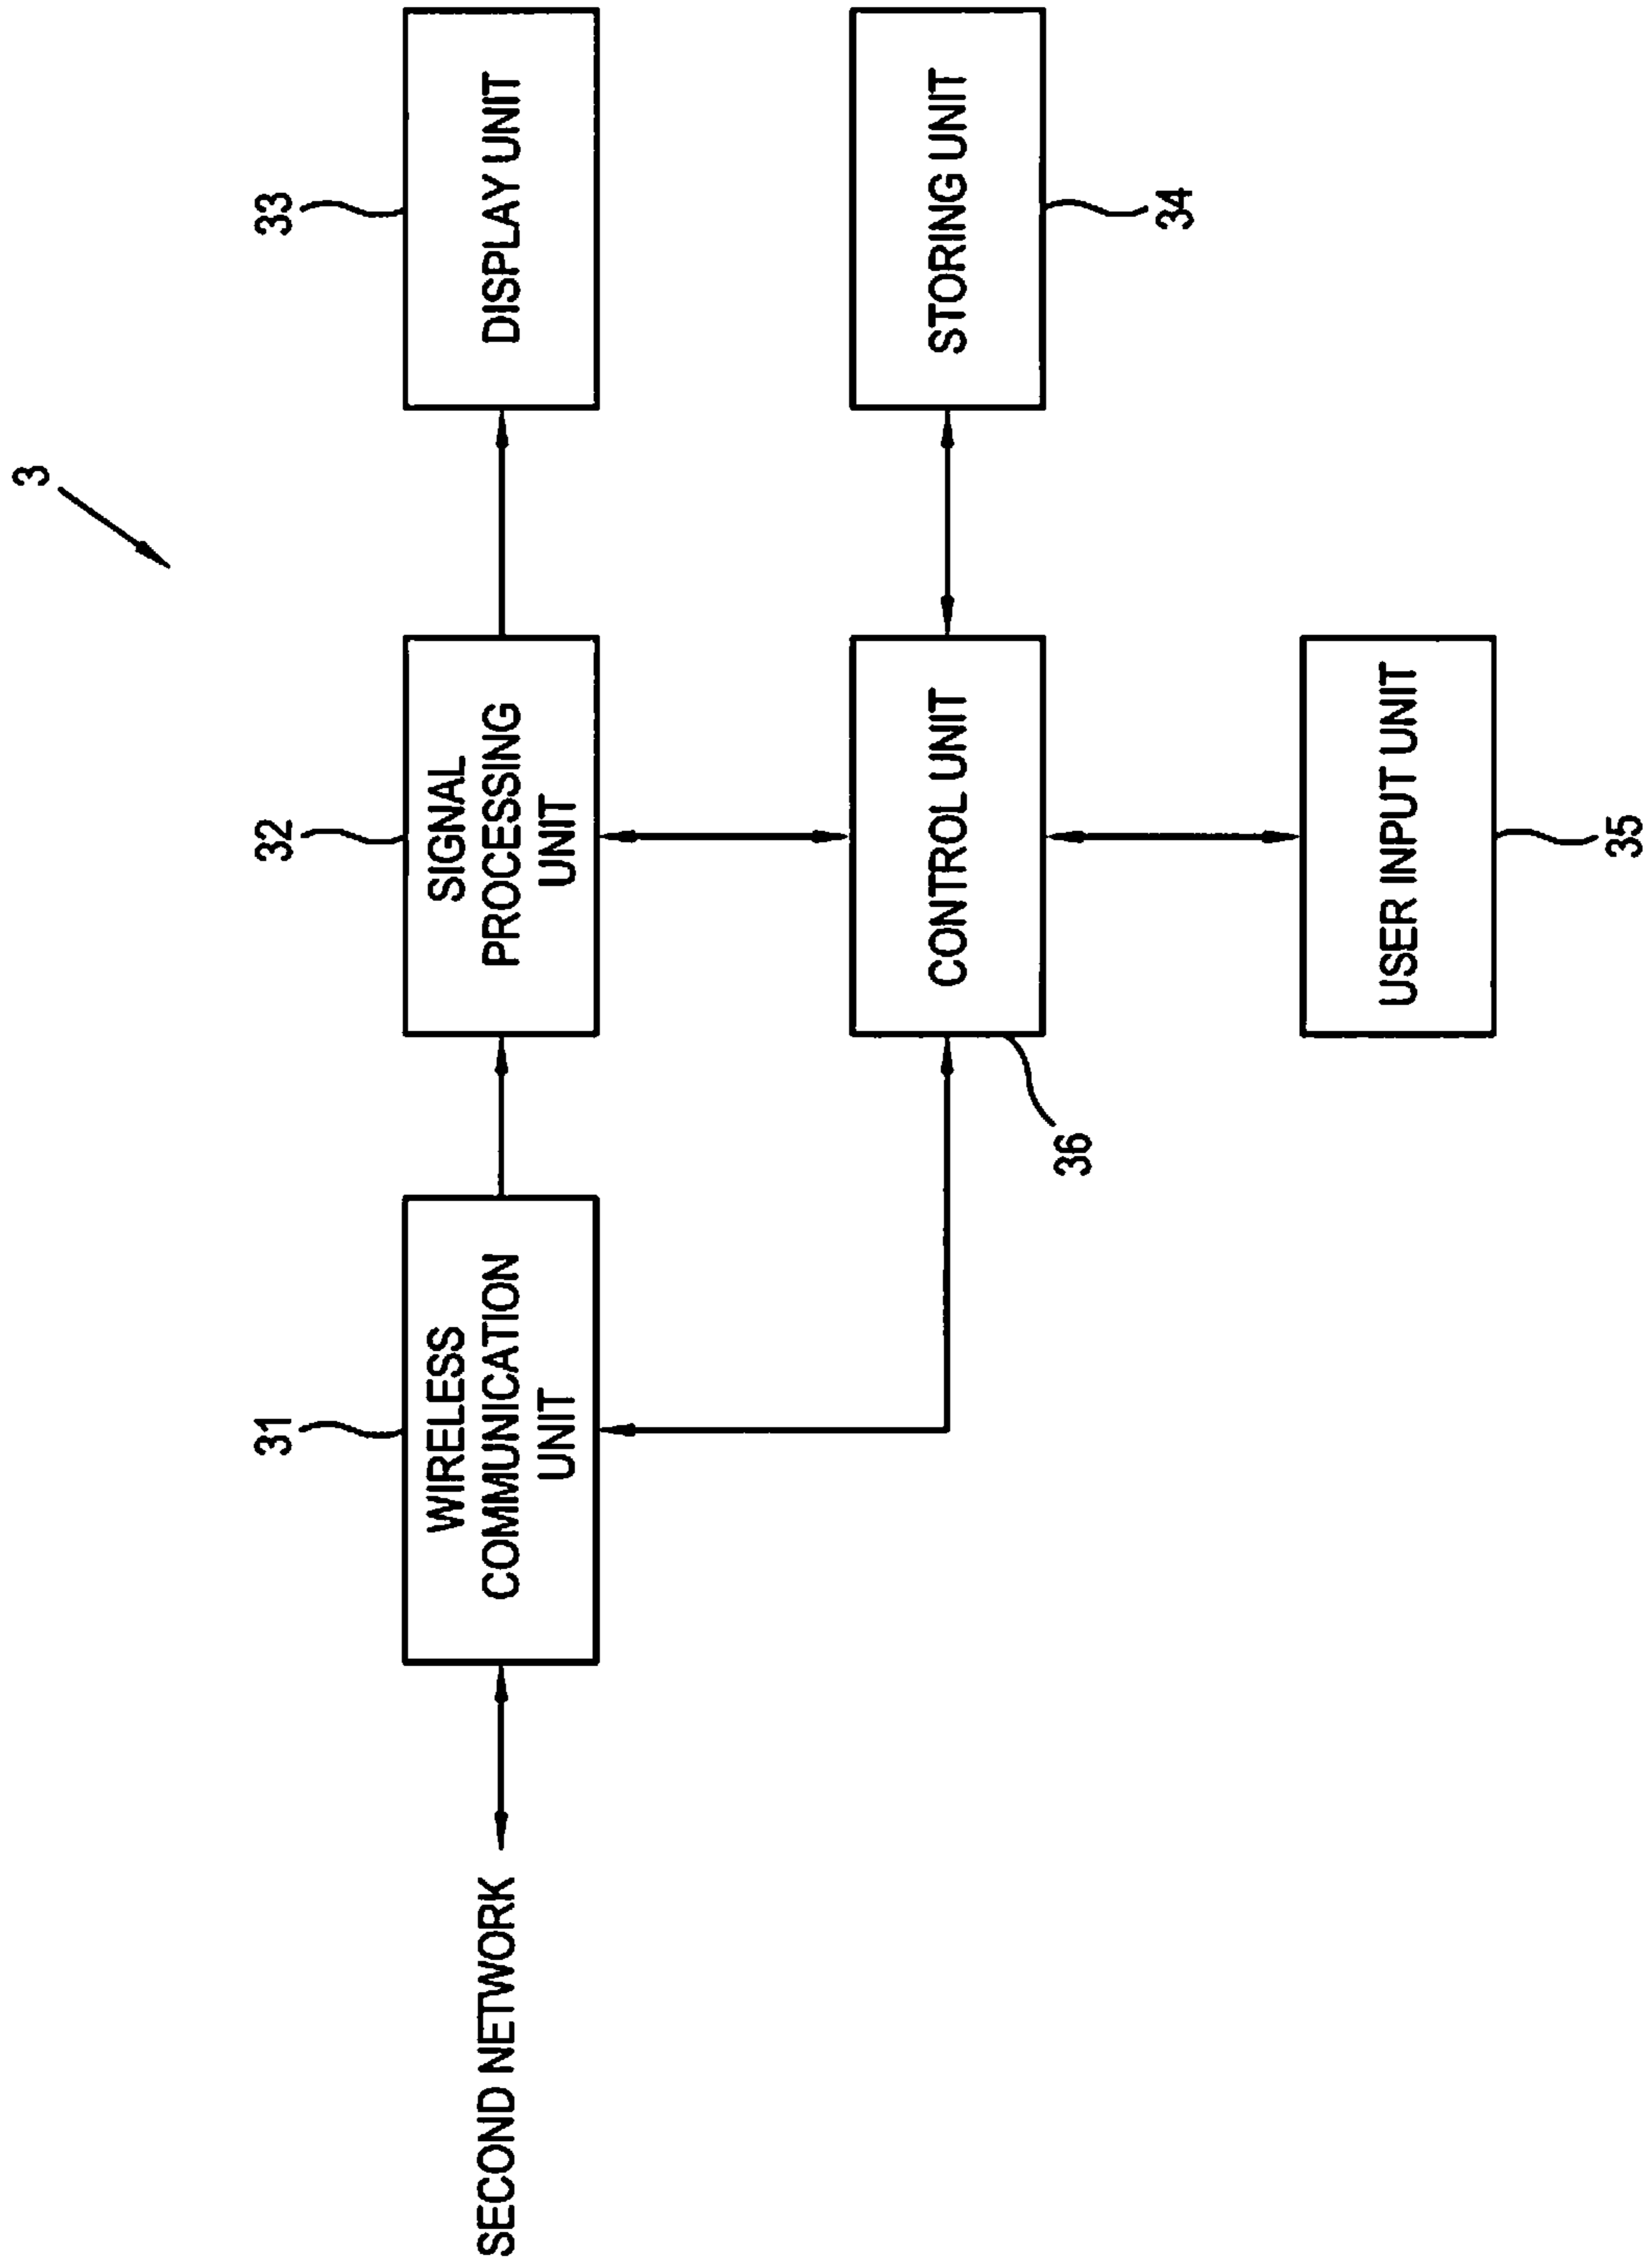 3
31
32
33
WIRELESS
COMMUNICATION
UNIT
SIGNAL
PROCESSING
UNIT
DISPLAY UNIT
SECOND NETWORK
CONTROL UNIT
STORING UNIT
36
34
USER INPUT UNIT
35